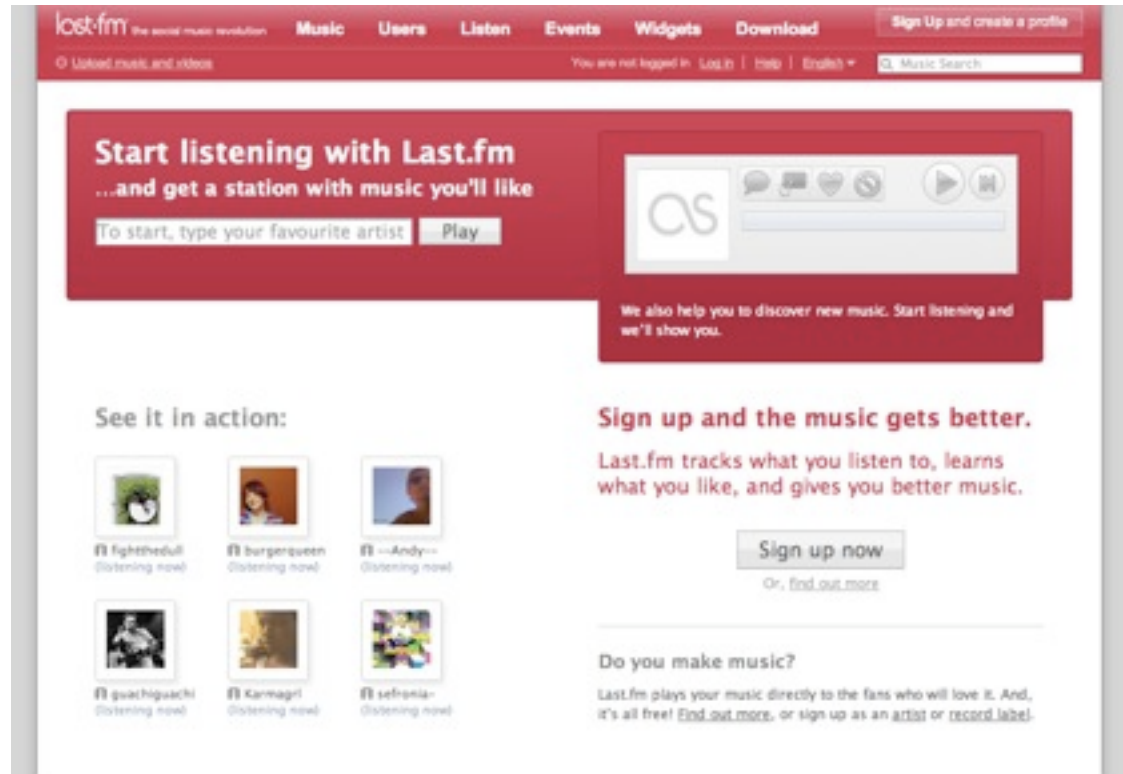 last.fm the social music revolution Music Users Listen Events Widgets Download Sign Up and create a profile
Upload music and videos You are not logged in Log in | Help | English Music Search
Start listening with Last.fm
...and get a station with music you'll like
To start, type your favourite artist Play
We also help you to discover new music. Start listening and
we'll show you.
See it in action:
fightthedull burgerqueen --Andy--
(listening now) (listening now) (listening now)
guachiguachi Karmagrl sefronia-
(listening now) (listening now) (listening now)
Sign up and the music gets better.
Last.fm tracks what you listen to, learns
what you like, and gives you better music.
Sign up now
Or, find out more
Do you make music?
Last.fm plays your music directly to the fans who will love it. And,
it's all free! Find out more, or sign up as an artist or record label.